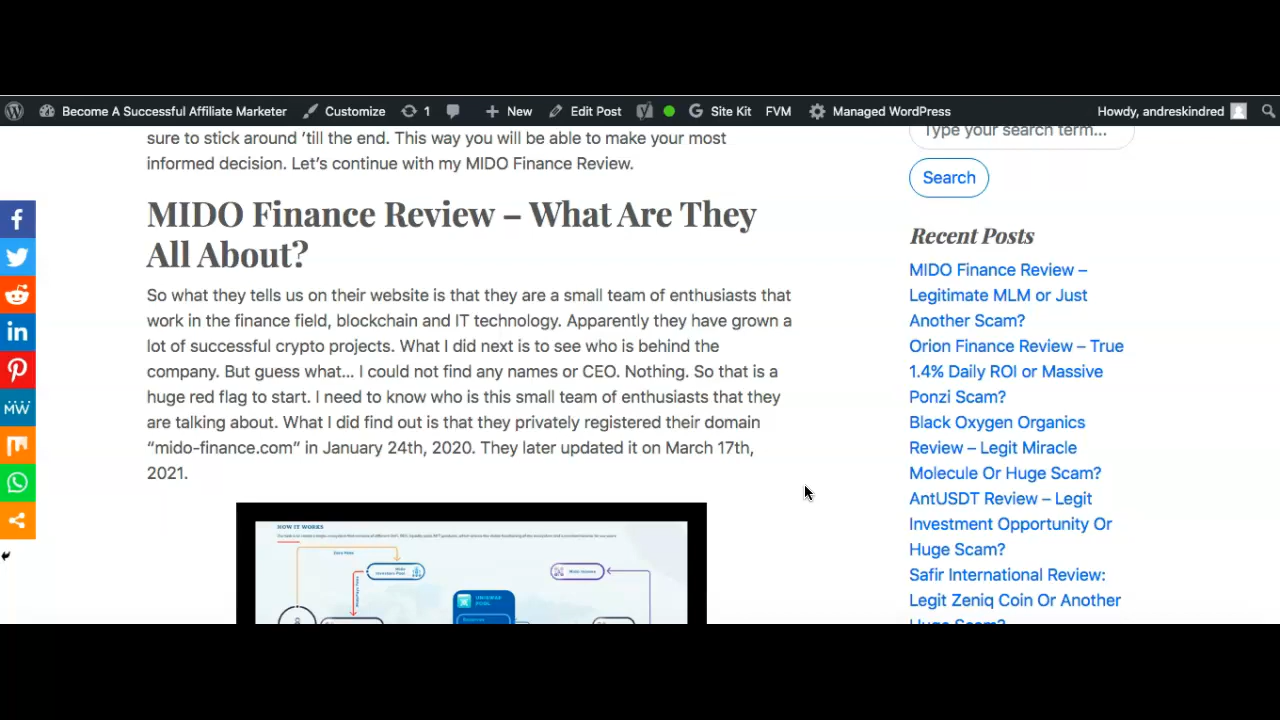 Become A Successful Affiliate Marketer Customize 1 New Edit Post Site Kit FVM Managed WordPress Howdy, andreskindred
sure to stick around 'till the end. This way you will be able to make your most
informed decision. Let's continue with my MIDO Finance Review.
MIDO Finance Review – What Are They
All About?
So what they tells us on their website is that they are a small team of enthusiasts that
work in the finance field, blockchain and IT technology. Apparently they have grown a
lot of successful crypto projects. What I did next is to see who is behind the
company. But guess what... I could not find any names or CEO. Nothing. So that is a
huge red flag to start. I need to know who is this small team of enthusiasts that they
are talking about. What I did find out is that they privately registered their domain
“mido-finance.com” in January 24th, 2020. They later updated it on March 17th,
2021.
HOW IT WORKS
UNISWAP
POOL
Type your search term...
Search
Recent Posts
MIDO Finance Review –
Legitimate MLM or Just
Another Scam?
Orion Finance Review – True
1.4% Daily ROI or Massive
Ponzi Scam?
Black Oxygen Organics
Review – Legit Miracle
Molecule Or Huge Scam?
AntUSDT Review – Legit
Investment Opportunity Or
Huge Scam?
Safir International Review:
Legit Zeniq Coin Or Another
Huge Scam?
MW